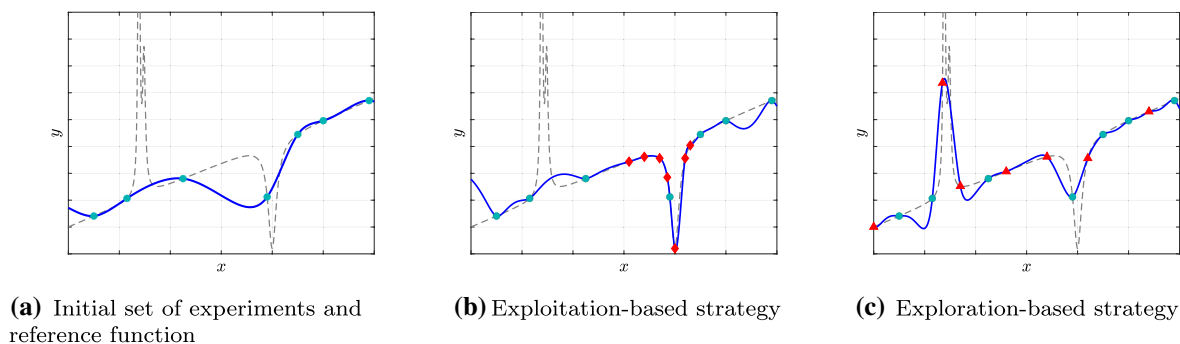 y
x
(a) Initial set of experiments and
reference function
y
x
(b) Exploitation-based strategy
y
x
(c) Exploration-based strategy